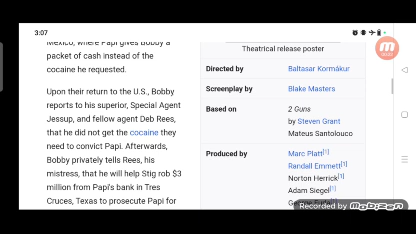 3:07
Mexico, where Papi gives Bobby a
packet of cash instead of the
cocaine he requested.
Upon their return to the U.S., Bobby
reports to his superior, Special Agent
Jessup, and fellow agent Deb Rees,
that he did not get the cocaine they
need to convict Papi. Afterwards,
Bobby privately tells Rees, his
mistress, that he will help Stig rob $3
million from Papi's bank in Tres
Cruces, Texas to prosecute Papi for
Theatrical release poster
Directed by Baltasar Kormákur
Screenplay by Blake Masters
Based on 2 Guns
by Steven Grant
Mateus Santolouco
Produced by Marc Platt[1]
Randall Emmett[1]
Norton Herrick[1]
Adam Siegel[1]
Recorded by Mobizen